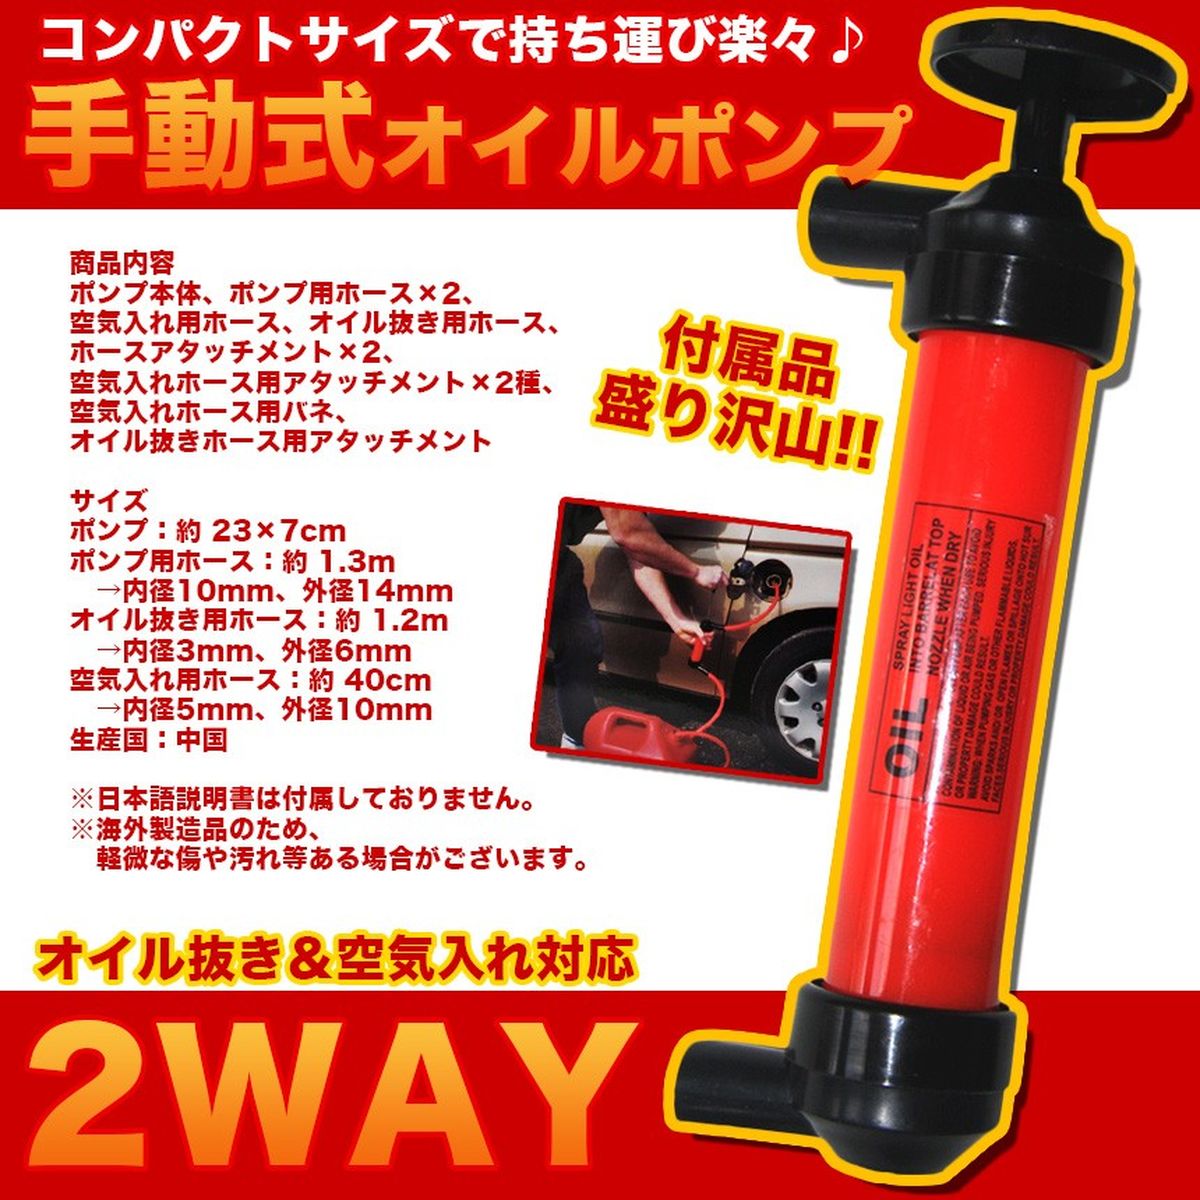 コンパクトサイズで持ち運び楽々♪
手動式オイルポンプ
商品内容
ポンプ本体、ポンプ用ホース×2、
空気入れ用ホース、オイル抜き用ホース、
ホースアタッチメント×2、
空気入れホース用アタッチメント×2種、
空気入れホース用バネ、
オイル抜きホース用アタッチメント
付属品
盛り沢山!!
サイズ
ポンプ：約 23×7cm
ポンプ用ホース：約 1.3m
→内径10mm、外径14mm
オイル抜き用ホース：約 1.2m
→内径3mm、外径6mm
空気入れ用ホース：約 40cm
→内径5mm、外径10mm
生産国：中国
※日本語説明書は付属しておりません。
※海外製造品のため、
軽微な傷や汚れ等ある場合がございます。
OIL
SPRAY LIGHT OIL
INTO BARREL AT TOP
NOZZLE WHEN DRY
オイル抜き＆空気入れ対応
2WAY